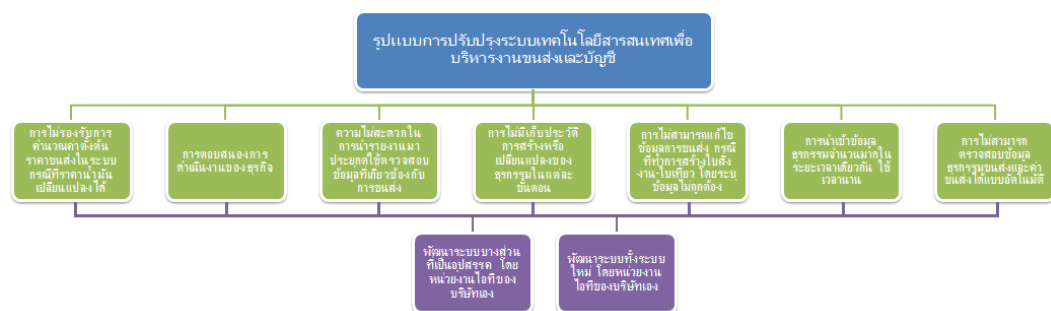 รูปแบบการปรับปรุงระบบเทคโนโลยีสารสนเทศเพื่อ
บริหารงานขนส่งและบัญชี
การไม่รองรับการ
คำนวณค่าตั้งต้น
ราคาขนส่งในระบบ
กรณีที่ราคาน้ำมัน
เปลี่ยนแปลงได้
การตอบสนองการ
ดำเนินงานของธุรกิจ
ความไม่สะดวกใน
การนำรายงานมา
ประยุกต์ใช้ตรวจสอบ
ข้อมูลที่เกี่ยวข้องกับ
การขนส่ง
การไม่มีเก็บประวัติ
การสร้างหรือ
เปลี่ยนแปลงของ
ธุรกรรมในแต่ละ
ขั้นตอน
การไม่สามารถแก้ไข
ข้อมูลการขนส่ง กรณี
ที่ทำการสร้างใบสั่ง
งาน-ใบเที่ยว โดยระบุ
ข้อมูลไม่ถูกต้อง
การนำเข้าข้อมูล
ธุรกรรมจำนวนมากใน
ระยะเวลาเดียวกัน ใช้
เวลานาน
การไม่สามารถ
ตรวจสอบข้อมูล
ธุรกรรมขนส่งและค่า
ขนส่งได้แบบอัตโนมัติ
พัฒนาระบบบางส่วน
ที่เป็นอุปสรรค โดย
หน่วยงานไอทีของ
บริษัทเอง
พัฒนาระบบทั้งระบบ
ใหม่ โดยหน่วยงาน
ไอทีของบริษัทเอง